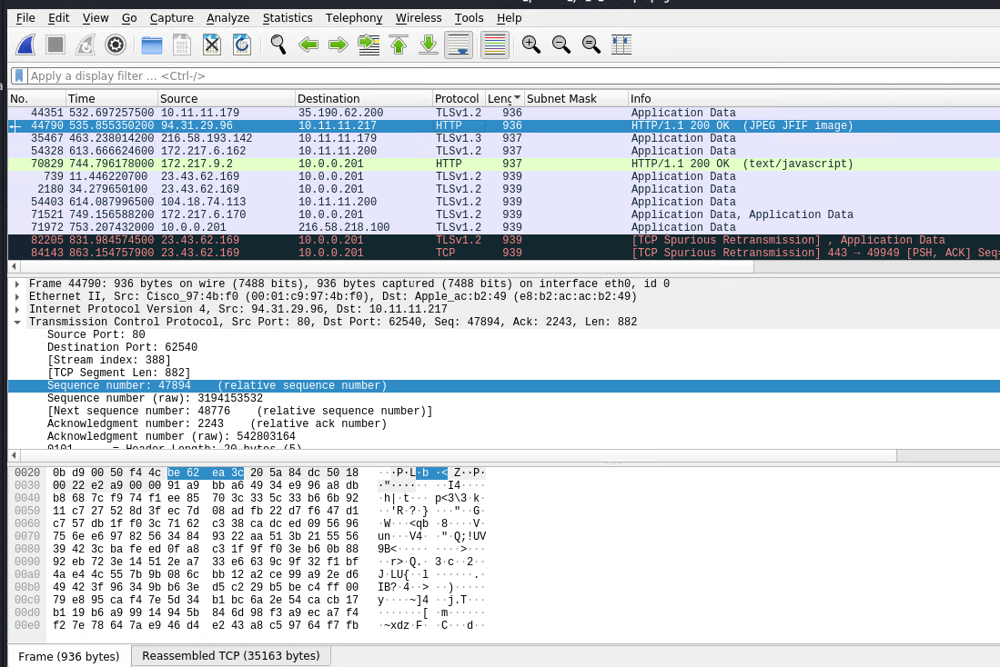 File Edit View Go Capture Analyze Statistics Telephony Wireless Tools Help
Apply a display filter ... <Ctrl-/>
No. Time Source Destination Protocol Leng Subnet Mask Info
44351 532.697257500 10.11.11.179 35.190.62.200 TLSv1.2 936 Application Data
44790 535.855350200 94.31.29.96 10.11.11.217 HTTP 936 HTTP/1.1 200 OK (JPEG JFIF image)
35467 463.238014200 216.58.193.142 10.11.11.179 TLSv1.3 937 Application Data
54328 613.666624600 172.217.6.162 10.11.11.200 TLSv1.2 937 Application Data
70829 744.796178000 172.217.9.2 10.0.0.201 HTTP 937 HTTP/1.1 200 OK (text/javascript)
739 11.446220700 23.43.62.169 10.0.0.201 TLSv1.2 939 Application Data
2180 34.279650100 23.43.62.169 10.0.0.201 TLSv1.2 939 Application Data
54403 614.087996500 104.18.74.113 10.11.11.200 TLSv1.2 939 Application Data
71521 749.156588200 172.217.6.170 10.0.0.201 TLSv1.2 939 Application Data, Application Data
71972 753.207432000 10.0.0.201 216.58.218.100 TLSv1.2 939 Application Data
82205 831.984574500 23.43.62.169 10.0.0.201 TLSv1.2 939 [TCP Spurious Retransmission] , Application Data
84143 863.154757900 23.43.62.169 10.0.0.201 TCP 939 [TCP Spurious Retransmission] 443 → 49949 [PSH, ACK] Seq=
Frame 44790: 936 bytes on wire (7488 bits), 936 bytes captured (7488 bits) on interface eth0, id 0
Ethernet II, Src: Cisco_97:4b:f0 (00:01:c9:97:4b:f0), Dst: Apple_ac:b2:49 (e8:b2:ac:ac:b2:49)
Internet Protocol Version 4, Src: 94.31.29.96, Dst: 10.11.11.217
Transmission Control Protocol, Src Port: 80, Dst Port: 62540, Seq: 47894, Ack: 2243, Len: 882
Source Port: 80
Destination Port: 62540
[Stream index: 388]
[TCP Segment Len: 882]
Sequence number: 47894 (relative sequence number)
Sequence number (raw): 3194153532
[Next sequence number: 48776 (relative sequence number)]
Acknowledgment number: 2243 (relative ack number)
Acknowledgment number (raw): 542803164
0101 .... = Header Length: 20 bytes (5)
0020 0b d9 00 50 f4 4c be 62 ea 3c 20 5a 84 dc 50 18 ···P·L·b ·< Z··P·
0030 00 22 e2 a9 00 00 91 a9 bb a6 49 34 e9 96 a8 db ·"···· ·· ··I4····
0040 b8 68 7c f9 74 f1 ee 85 70 3c 33 5c 33 b6 6b 92 ·h|·t··· p<3\3·k·
0050 11 c7 27 52 8d 3f ec 7d 08 ad fb 22 d7 f6 47 d1 ··'R·?·} ···"··G·
0060 c7 57 db 1f f0 3c 71 62 c3 38 ca dc ed 09 56 96 ·W···<qb ·8····V·
0070 75 6e e6 97 82 56 34 84 93 22 aa 51 3b 21 55 56 un···V4· ·"·Q;!UV
0080 39 42 3c ba fe ed 0f a8 c3 1f 9f f0 3e b6 0b 88 9B<····· ····>···
0090 92 eb 72 3e 14 51 2e a7 33 e6 63 9c 9f 32 f1 bf ··r>·Q.· 3·c··2··
00a0 4a e4 4c 55 7b 9b 08 6c bb 12 a2 ce 99 a9 2e d6 J·LU{··l ······.·
00b0 49 42 3f 96 34 9b b6 3e d5 c2 29 b5 be c4 ff 00 IB?·4··> ··)·····
00c0 79 e8 95 ca f4 7e 5d 34 b1 bc 6a 2e 54 ca cb 17 y····~]4 ··j.T···
00d0 b1 19 b6 a9 99 14 94 5b 84 6d 98 f3 a9 ec a7 f4 ·······[ ·m······
00e0 f2 7e 78 64 7a e9 46 d4 e2 43 a8 c5 97 64 f7 fb ·~xdz·F· ·C···d··
Frame (936 bytes) Reassembled TCP (35163 bytes)